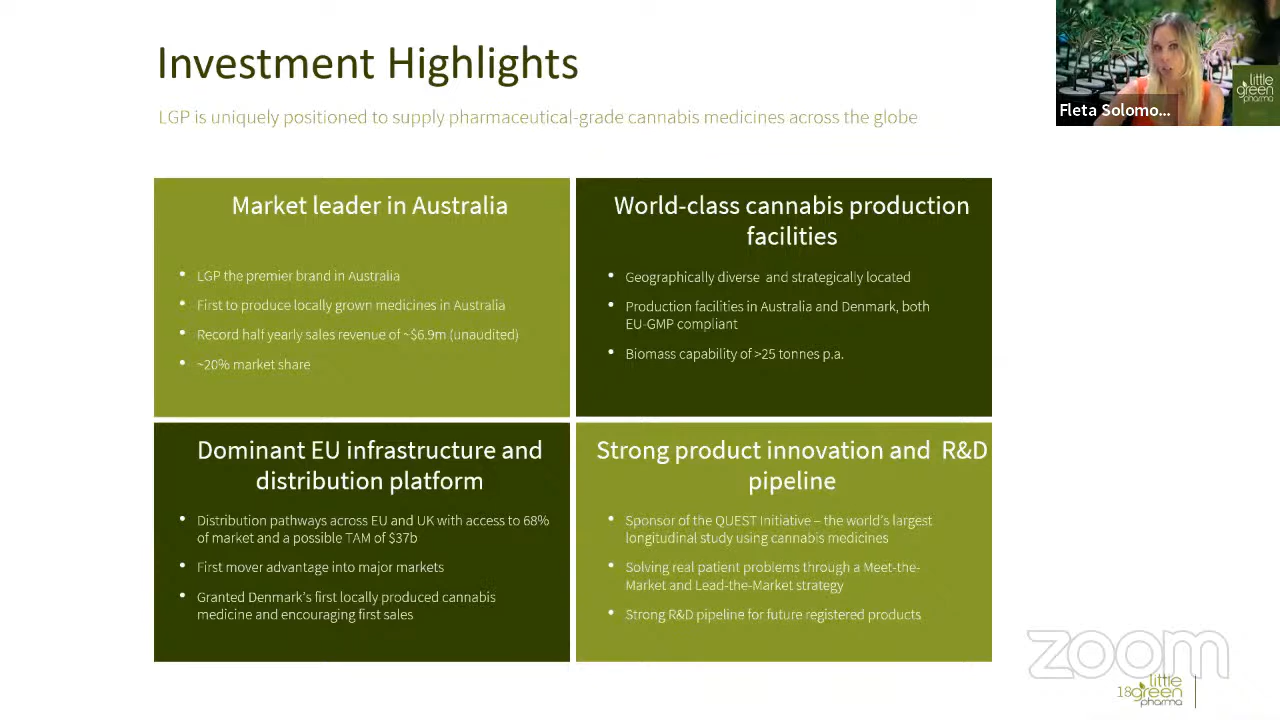 Investment Highlights
LGP is uniquely positioned to supply pharmaceutical-grade cannabis medicines across the globe
little
green
pharma
Fleta Solomo...
Market leader in Australia
• LGP the premier brand in Australia
• First to produce locally grown medicines in Australia
• Record half yearly sales revenue of ~$6.9m (unaudited)
• ~20% market share
World-class cannabis production
facilities
• Geographically diverse and strategically located
• Production facilities in Australia and Denmark, both
EU-GMP compliant
• Biomass capability of >25 tonnes p.a.
Dominant EU infrastructure and
distribution platform
• Distribution pathways across EU and UK with access to 68%
of market and a possible TAM of $37b
• First mover advantage into major markets
• Granted Denmark's first locally produced cannabis
medicine and encouraging first sales
Strong product innovation and R&D
pipeline
• Sponsor of the QUEST Initiative – the world's largest
longitudinal study using cannabis medicines
• Solving real patient problems through a Meet-the-
Market and Lead-the-Market strategy
• Strong R&D pipeline for future registered products
zoom
18
little
green
pharma